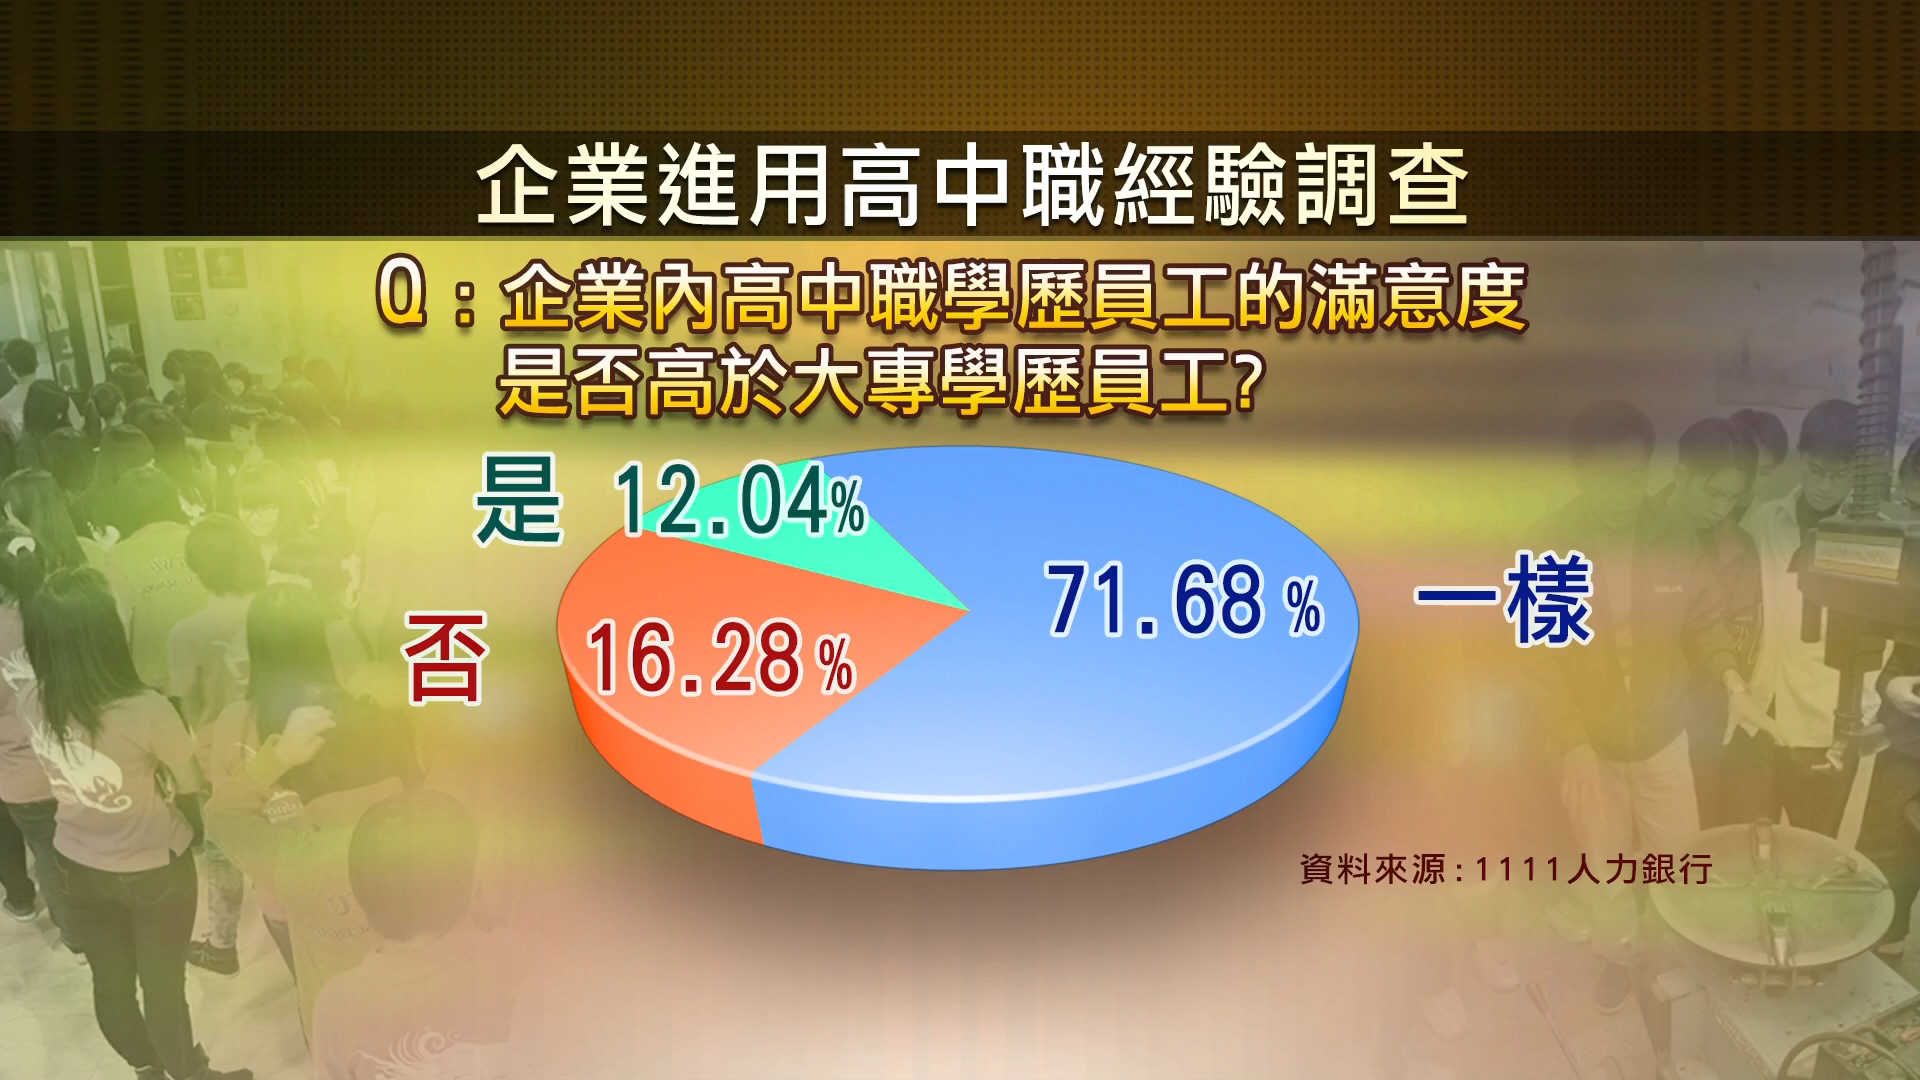 企業進用高中職經驗調查
Q：企業內高中職學歷員工的滿意度
是否高於大專學歷員工?
是 12.04%
71.68% 一樣
否 16.28%
資料來源:1111人力銀行